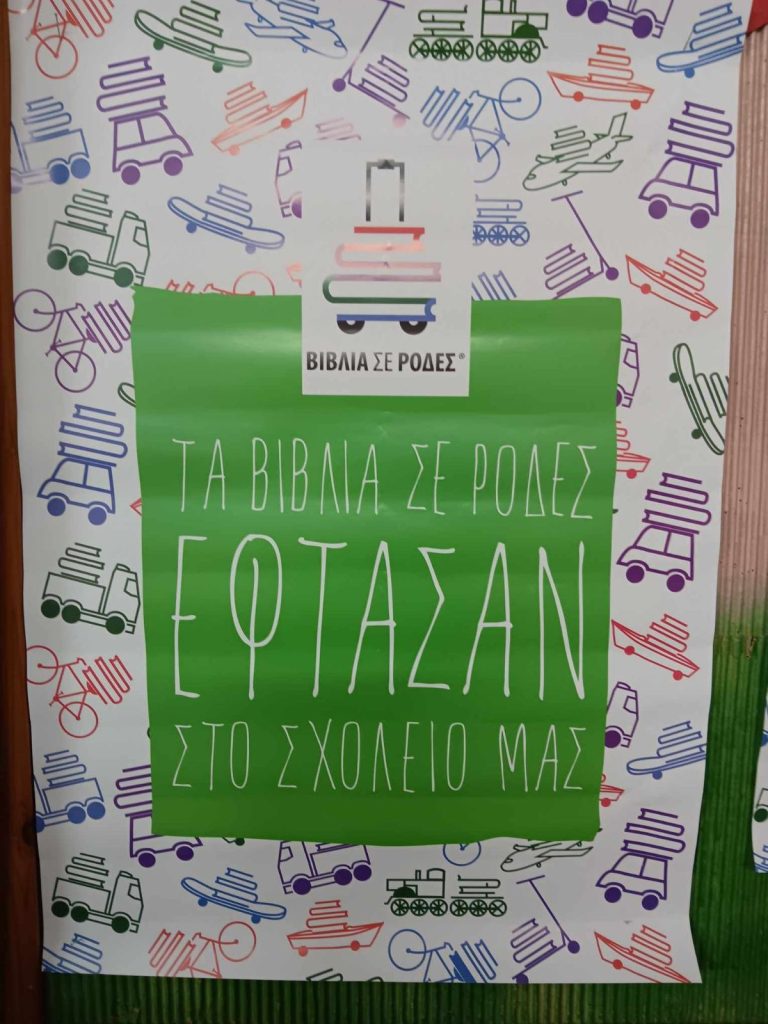 ΒΙΒΛΙΑ ΣΕ ΡΟΔΕΣ®
ΤΑ ΒΙΒΛΙΑ ΣΕ ΡΟΔΕΣ
ΕΦΤΑΣΑΝ
ΣΤΟ ΣΧΟΛΕΙΟ ΜΑΣ